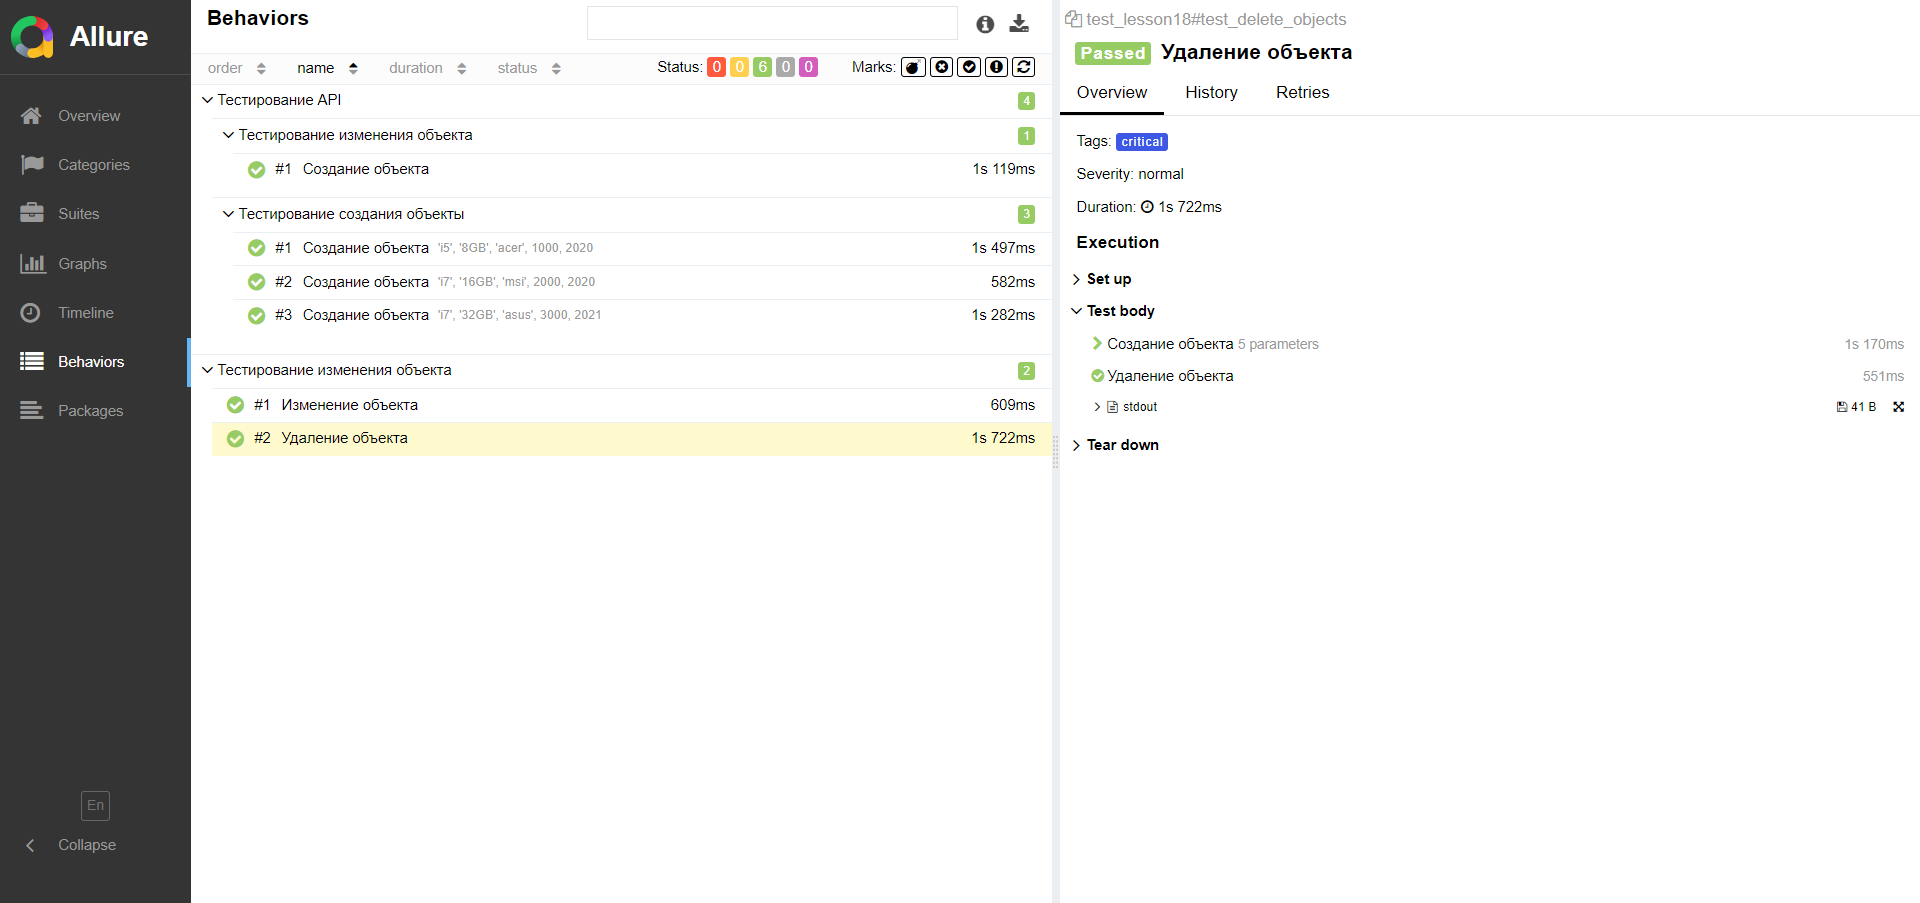 Allure
Overview
Categories
Suites
Graphs
Timeline
Behaviors
Packages
En
Collapse
Behaviors
order name duration status Status: 0 0 6 0 0 Marks:
Тестирование API 4
Тестирование изменения объекта 1
#1 Создание объекта 1s 119ms
Тестирование создания объекты 3
#1 Создание объекта 'i5', '8GB', 'acer', 1000, 2020 1s 497ms
#2 Создание объекта 'i7', '16GB', 'msi', 2000, 2020 582ms
#3 Создание объекта 'i7', '32GB', 'asus', 3000, 2021 1s 282ms
Тестирование изменения объекта 2
#1 Изменение объекта 609ms
#2 Удаление объекта 1s 722ms
test_lesson18#test_delete_objects
Passed Удаление объекта
Overview History Retries
Tags: critical
Severity: normal
Duration: 1s 722ms
Execution
Set up
Test body
Создание объекта 5 parameters 1s 170ms
Удаление объекта 551ms
stdout 41 B
Tear down